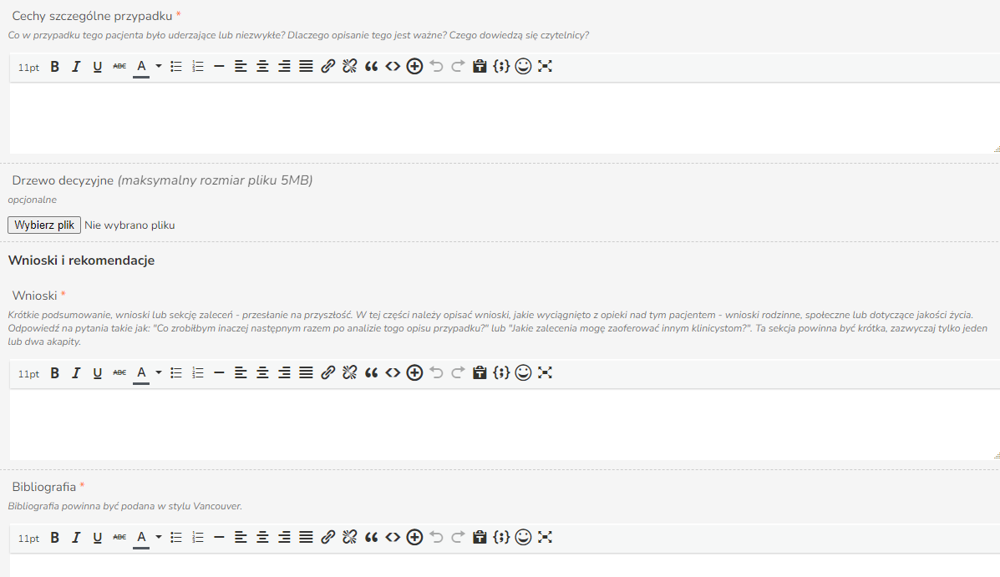 Cechy szczególne przypadku *
Co w przypadku tego pacjenta było uderzające lub niezwykłe? Dlaczego opisanie tego jest ważne? Czego dowiedzą się czytelnicy?
11pt B I U ABC A
Drzewo decyzyjne (maksymalny rozmiar pliku 5MB)
opcjonalne
Wybierz plik Nie wybrano pliku
Wnioski i rekomendacje
Wnioski *
Krótkie podsumowanie, wnioski lub sekcję zaleceń - przesłanie na przyszłość. W tej części należy opisać wnioski, jakie wyciągnięto z opieki nad tym pacjentem - wnioski rodzinne, społeczne lub dotyczące jakości życia.
Odpowiedź na pytania takie jak: "Co zrobiłbym inaczej następnym razem po analizie tego opisu przypadku?" lub "Jakie zalecenia mogę zaoferować innym klinicystom?". Ta sekcja powinna być krótka, zazwyczaj tylko jeden
lub dwa akapity.
11pt B I U ABC A
Bibliografia *
Bibliografia powinna być podana w stylu Vancouver.
11pt B I U ABC A